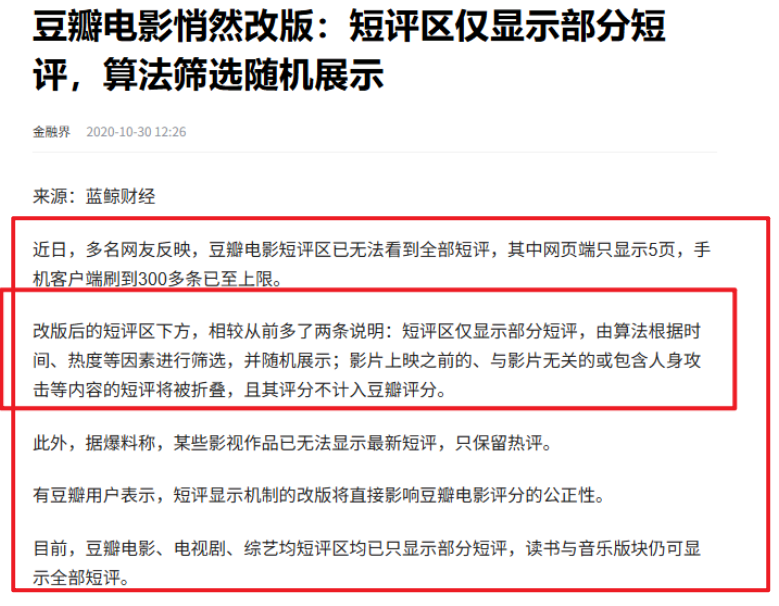 豆瓣电影悄然改版：短评区仅显示部分短
评，算法筛选随机展示
金融界 2020-10-30 12:26
来源：蓝鲸财经
近日，多名网友反映，豆瓣电影短评区已无法看到全部短评，其中网页端只显示5页，手
机客户端刷到300多条已至上限。
改版后的短评区下方，相较从前多了两条说明：短评区仅显示部分短评，由算法根据时
间、热度等因素进行筛选，并随机展示；影片上映之前的、与影片无关的或包含人身攻
击等内容的短评将被折叠，且其评分不计入豆瓣评分。
此外，据爆料称，某些影视作品已无法显示最新短评，只保留热评。
有豆瓣用户表示，短评显示机制的改版将直接影响豆瓣电影评分的公正性。
目前，豆瓣电影、电视剧、综艺均短评区均已只显示部分短评，读书与音乐版块仍可显
示全部短评。